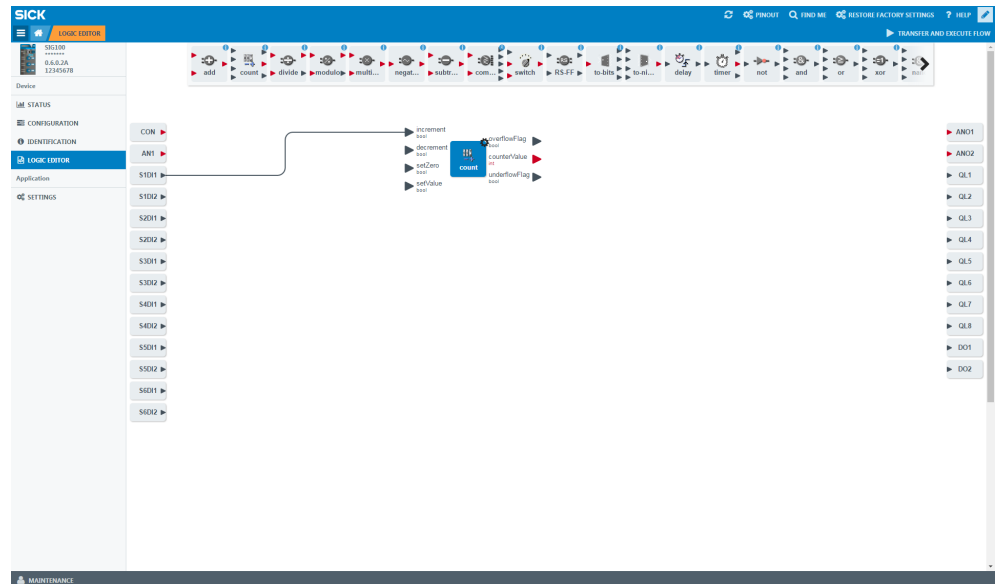 SICK
PINOUT
FIND ME
RESTORE FACTORY SETTINGS
? HELP
LOGIC EDITOR
TRANSFER AND EXECUTE FLOW
SIG100
*******
0.6.0.2A
12345678
Device
STATUS
CONFIGURATION
IDENTIFICATION
LOGIC EDITOR
Application
SETTINGS
add
count
divide
modulo
multi...
negat...
subtr...
com...
switch
RS-FF
to-bits
to-ni...
delay
timer
not
and
or
xor
CON
AN1
S1DI1
S1DI2
S2DI1
S2DI2
S3DI1
S3DI2
S4DI1
S4DI2
S5DI1
S5DI2
S6DI1
S6DI2
increment
bool
decrement
bool
setZero
bool
setValue
bool
count
overflowFlag
bool
counterValue
int
underflowFlag
bool
ANO1
ANO2
QL1
QL2
QL3
QL4
QL5
QL6
QL7
QL8
DO1
DO2
MAINTENANCE